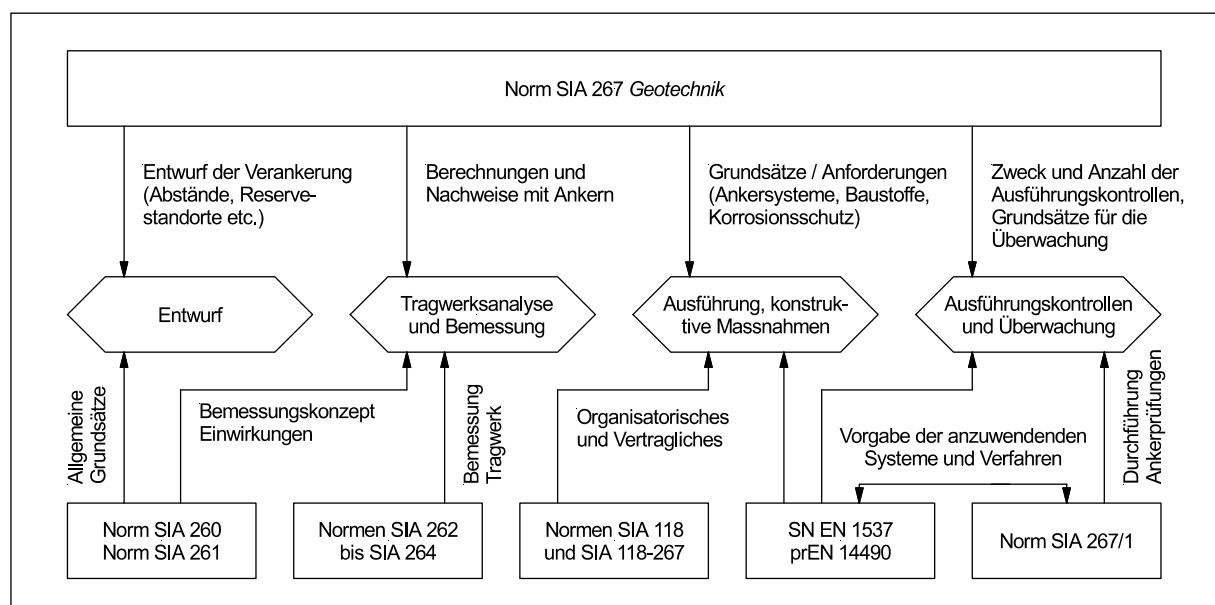 Norm SIA 267 Geotechnik
Entwurf der Verankerung
(Abstände, Reserve-
standorte etc.)
Berechnungen und
Nachweise mit Ankern
Grundsätze / Anforderungen
(Ankersysteme, Baustoffe,
Korrosionsschutz)
Zweck und Anzahl der
Ausführungskontrollen,
Grundsätze für die
Überwachung
Entwurf
Tragwerksanalyse
und Bemessung
Ausführung, konstruk-
tive Massnahmen
Ausführungskontrollen
und Überwachung
Allgemeine
Grundsätze
Bemessungskonzept
Einwirkungen
Bemessung
Tragwerk
Organisatorisches
und Vertragliches
Vorgabe der anzuwendenden
Systeme und Verfahren
Durchführung
Ankerprüfungen
Norm SIA 260
Norm SIA 261
Normen SIA 262
bis SIA 264
Normen SIA 118
und SIA 118-267
SN EN 1537
prEN 14490
Norm SIA 267/1